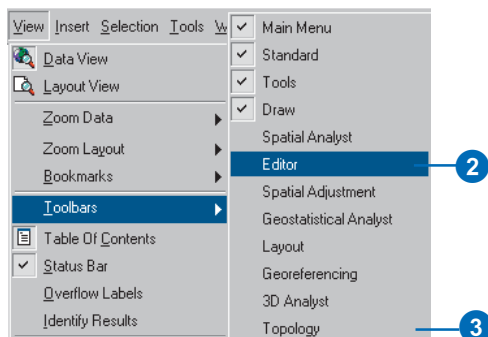 View Insert Selection Tools W
Data View
Layout View
Zoom Data
Zoom Layout
Bookmarks
Toolbars
Table Of Contents
Status Bar
Overflow Labels
Identify Results
Main Menu
Standard
Tools
Draw
Spatial Analyst
Editor
2
Spatial Adjustment
Geostatistical Analyst
Layout
Georeferencing
3D Analyst
Topology
3